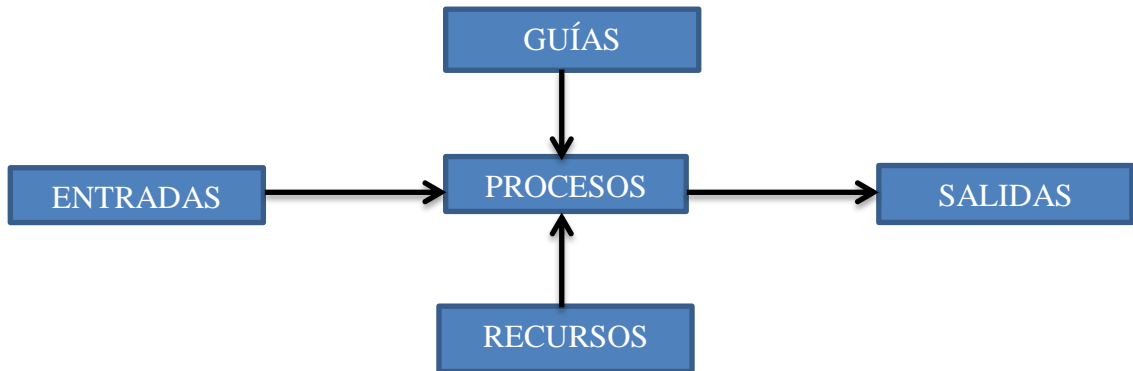 GUÍAS
ENTRADAS
PROCESOS
SALIDAS
RECURSOS